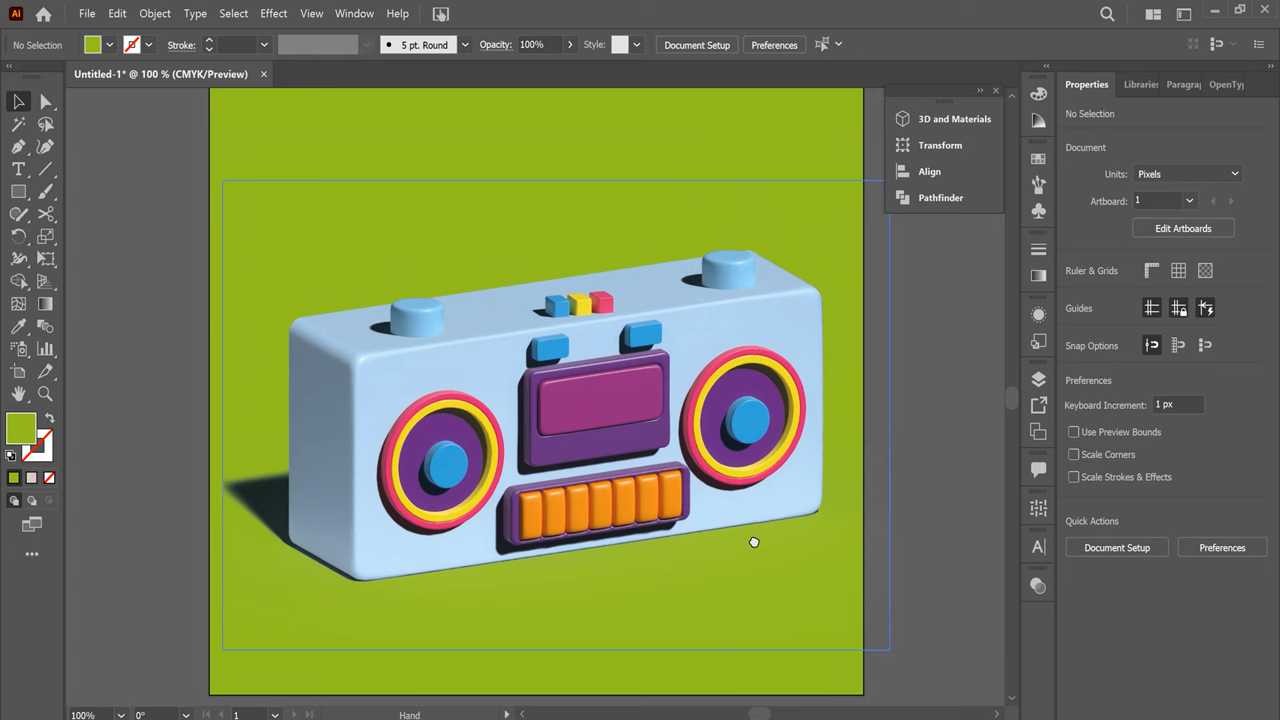 Ai File Edit Object Type Select Effect View Window Help
No Selection Stroke: 5 pt. Round Opacity: 100% Style: Document Setup Preferences
Untitled-1* @ 100 % (CMYK/Preview)
3D and Materials
Transform
Align
Pathfinder
Properties Libraries Paragra OpenTy
No Selection
Document
Units: Pixels
Artboard: 1
Edit Artboards
Ruler & Grids
Guides
Snap Options
Preferences
Keyboard Increment: 1 px
Use Preview Bounds
Scale Corners
Scale Strokes & Effects
Quick Actions
Document Setup Preferences
100% 0° 1 Hand